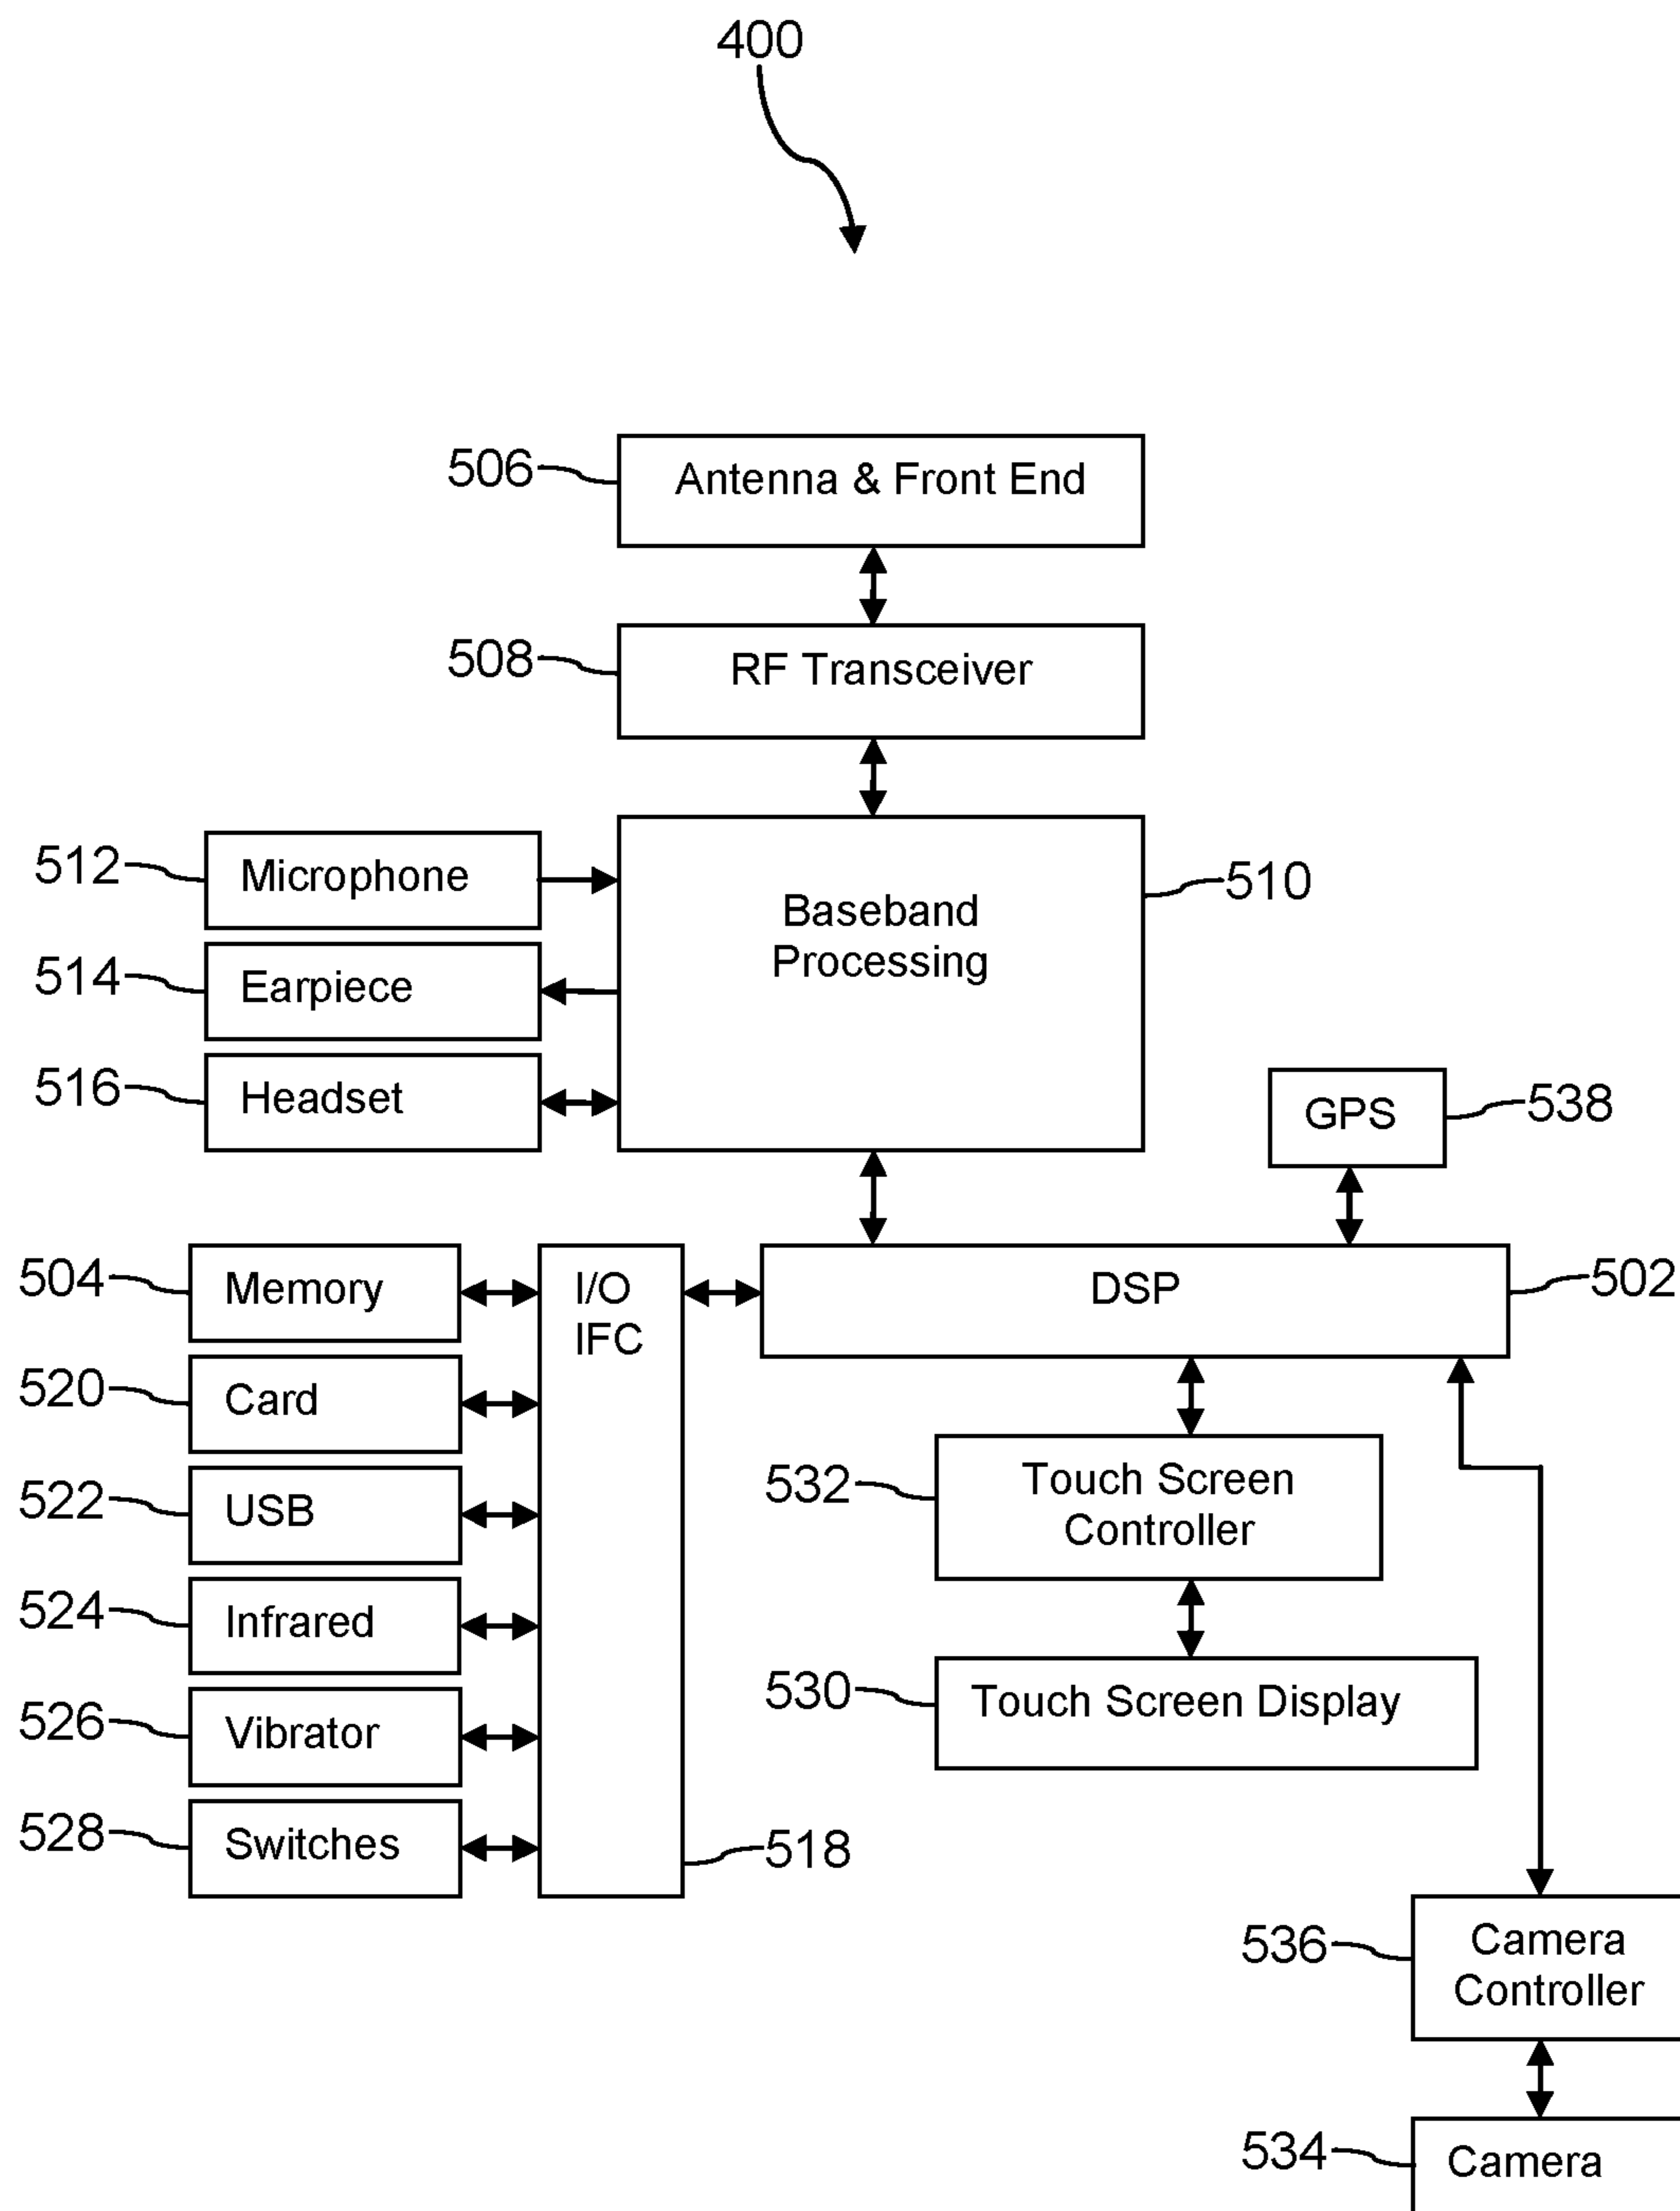 400
506
Antenna & Front End
508
RF Transceiver
512
Microphone
Baseband
Processing
510
514
Earpiece
516
Headset
GPS
538
504
Memory
I/O
IFC
DSP
502
520
Card
522
USB
532
Touch Screen
Controller
524
Infrared
530
Touch Screen Display
526
Vibrator
528
Switches
518
536
Camera
Controller
534
Camera